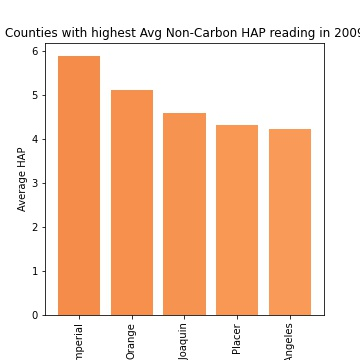 Counties with highest Avg Non-Carbon HAP reading in 2009
Average HAP
6
5
4
3
2
1
0
mperial
Orange
Joaquin
Placer
Angeles